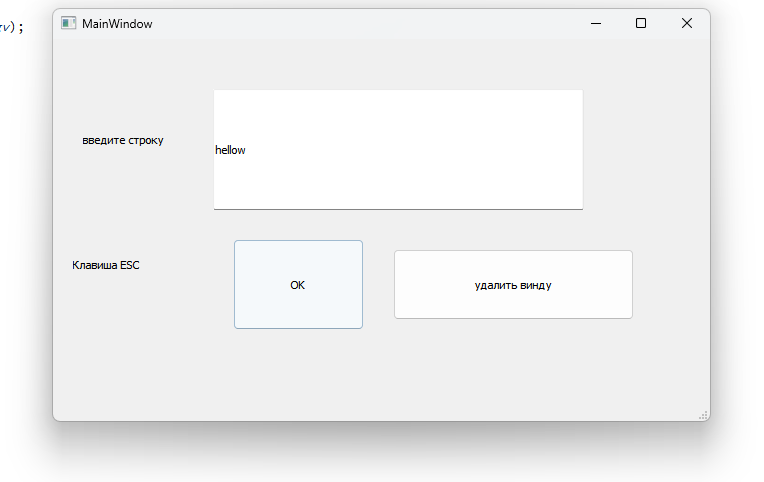 v);
MainWindow
введите строку
hellow
Клавиша ESC
OK
удалить винду